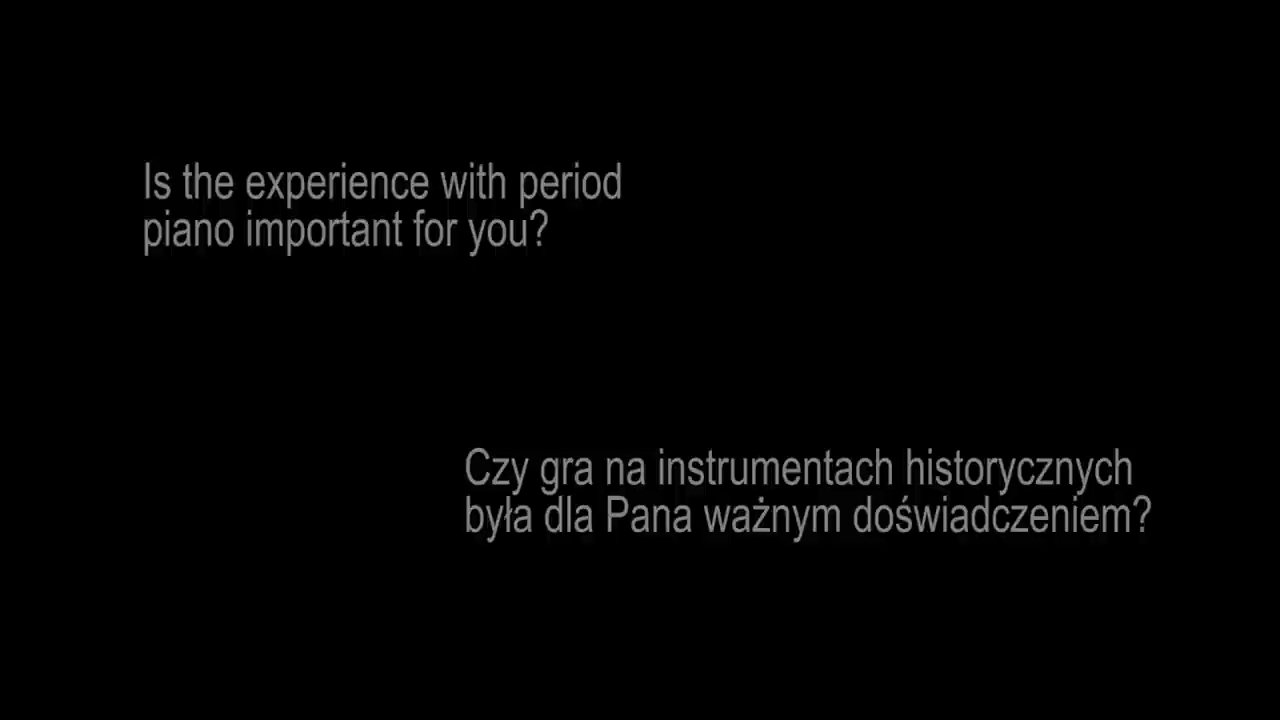 Is the experience with period
piano important for you?
Czy gra na instrumentach historycznych
była dla Pana ważnym doświadczeniem?